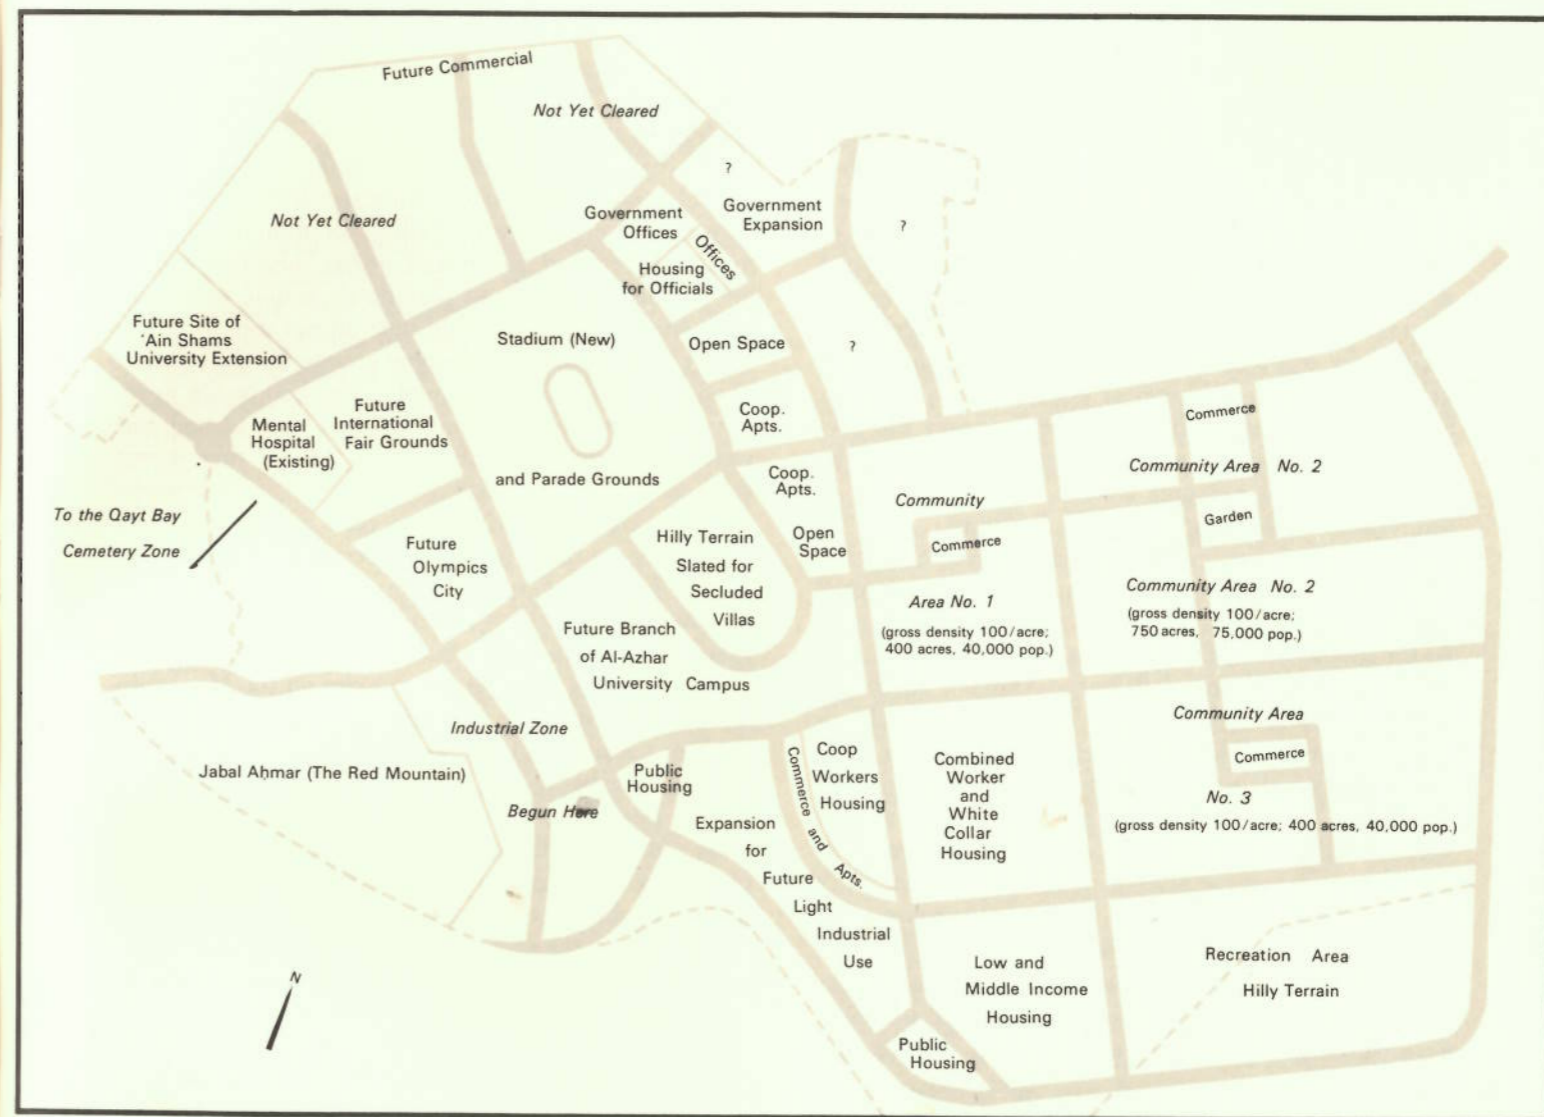 Future Commercial
Not Yet Cleared
?
Not Yet Cleared
Government
Offices
Government
Expansion
?
Offices
Housing
for Officials
Future Site of
'Ain Shams
University Extension
Stadium (New)
Open Space
?
Mental
Hospital
(Existing)
Future
International
Fair Grounds
Coop.
Apts.
Commerce
and Parade Grounds
Coop.
Apts.
Community
Community Area No. 2
To the Qayt Bay
Cemetery Zone
Garden
Future
Olympics
City
Hilly Terrain
Slated for
Secluded
Villas
Open
Space
Commerce
Area No. 1
(gross density 100/acre;
400 acres, 40,000 pop.)
Community Area No. 2
(gross density 100/acre;
750 acres, 75,000 pop.)
Future Branch
of Al-Azhar
University Campus
Industrial Zone
Community Area
Commerce
No. 3
(gross density 100/acre; 400 acres, 40,000 pop.)
Jabal Aḥmar (The Red Mountain)
Begun Here
Public
Housing
Commerce and Apts.
Coop
Workers
Housing
Combined
Worker
and
White
Collar
Housing
Expansion
for
Future
Light
Industrial
Use
Low and
Middle Income
Housing
Recreation Area
Hilly Terrain
Public
Housing
N